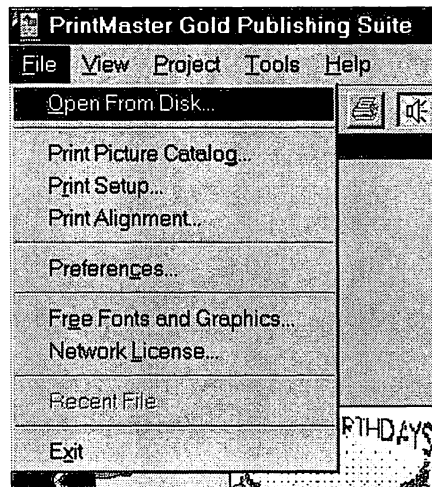 PrintMaster Gold Publishing Suite
File View Project Tools Help
Open From Disk...
Print Picture Catalog...
Print Setup...
Print Alignment...
Preferences...
Free Fonts and Graphics...
Network License...
Recent File
Exit
RTHDAYS